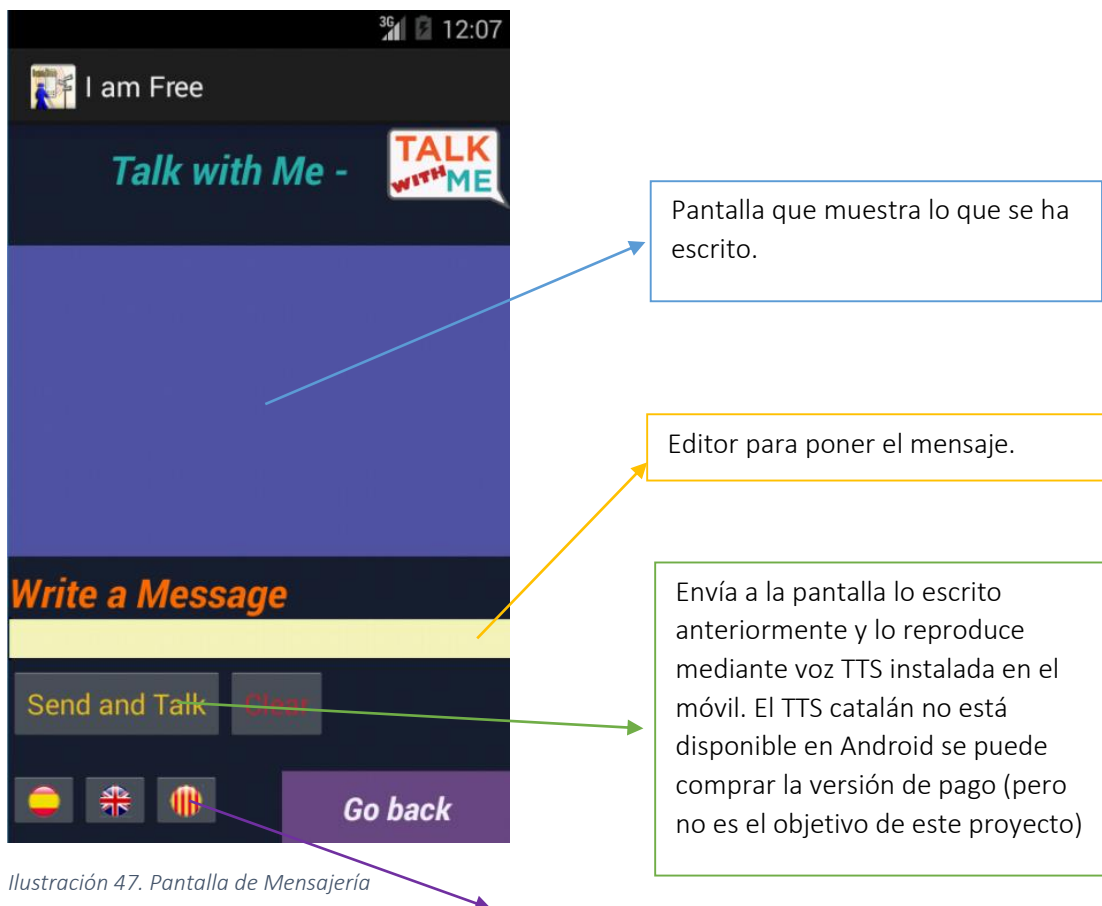 3G 12:07
I am Free
Talk with Me -
TALK
WITH ME
Pantalla que muestra lo que se ha
escrito.
Editor para poner el mensaje.
Write a Message
Send and Talk Clear
Envía a la pantalla lo escrito
anteriormente y lo reproduce
mediante voz TTS instalada en el
móvil. El TTS catalán no está
disponible en Android se puede
comprar la versión de pago (pero
no es el objetivo de este proyecto)
Go back
Ilustración 47. Pantalla de Mensajería